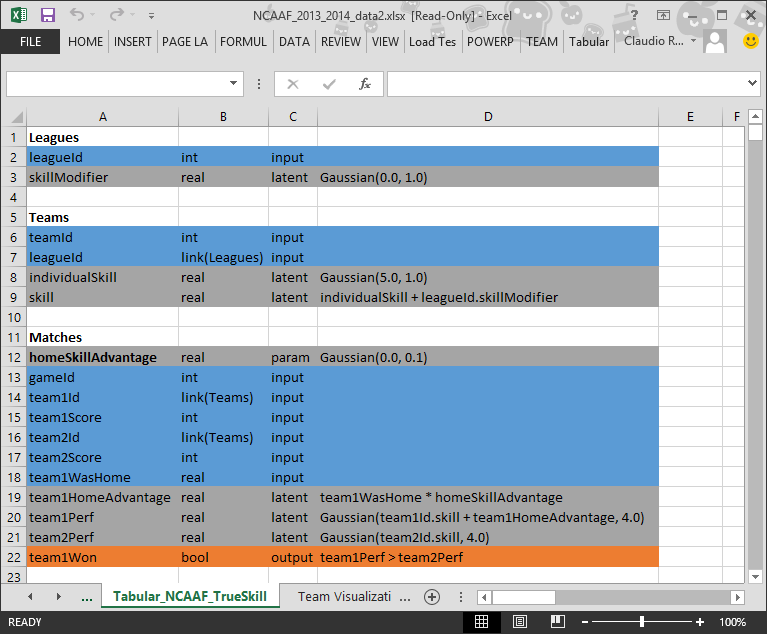 NCAAF_2013_2014_data2.xlsx [Read-Only] - Excel
FILE HOME INSERT PAGE LA FORMUL DATA REVIEW VIEW Load Tes POWERP TEAM Tabular Claudio R...
fx
A B C D E F
1 Leagues
2 leagueId int input
3 skillModifier real latent Gaussian(0.0, 1.0)
4
5 Teams
6 teamId int input
7 leagueId link(Leagues) input
8 individualSkill real latent Gaussian(5.0, 1.0)
9 skill real latent individualSkill + leagueId.skillModifier
10
11 Matches
12 homeSkillAdvantage real param Gaussian(0.0, 0.1)
13 gameId int input
14 team1Id link(Teams) input
15 team1Score int input
16 team2Id link(Teams) input
17 team2Score int input
18 team1WasHome real input
19 team1HomeAdvantage real latent team1WasHome * homeSkillAdvantage
20 team1Perf real latent Gaussian(team1Id.skill + team1HomeAdvantage, 4.0)
21 team2Perf real latent Gaussian(team2Id.skill, 4.0)
22 team1Won bool output team1Perf > team2Perf
23
... Tabular_NCAAF_TrueSkill Team Visualizati ...
READY 100%